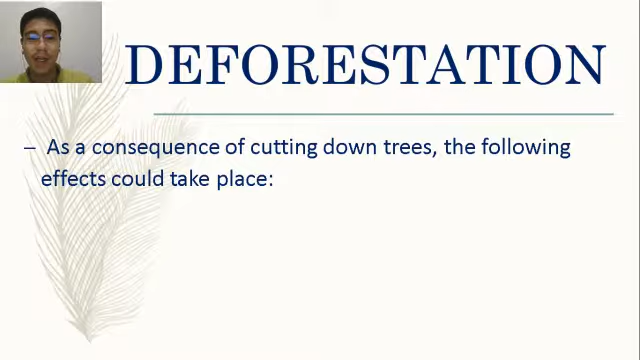 DEFORESTATION
– As a consequence of cutting down trees, the following
effects could take place: